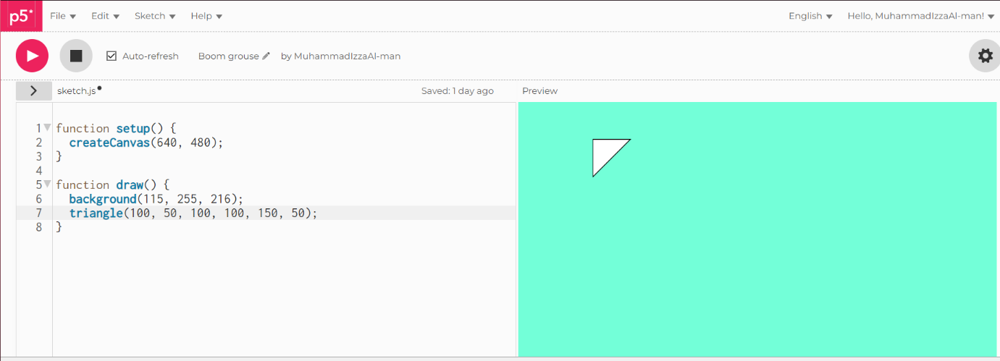 p5* File Edit Sketch Help English Hello, MuhammadIzzaAl-man!
Auto-refresh Boom grouse by MuhammadIzzaAl-man
sketch.js Saved: 1 day ago Preview
1 function setup() {
2   createCanvas(640, 480);
3 }
4
5 function draw() {
6   background(115, 255, 216);
7   triangle(100, 50, 100, 100, 150, 50);
8 }